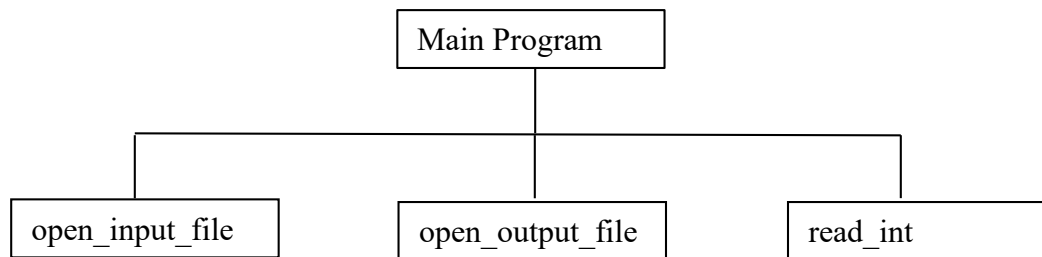 Main Program
open_input_file
open_output_file
read_int